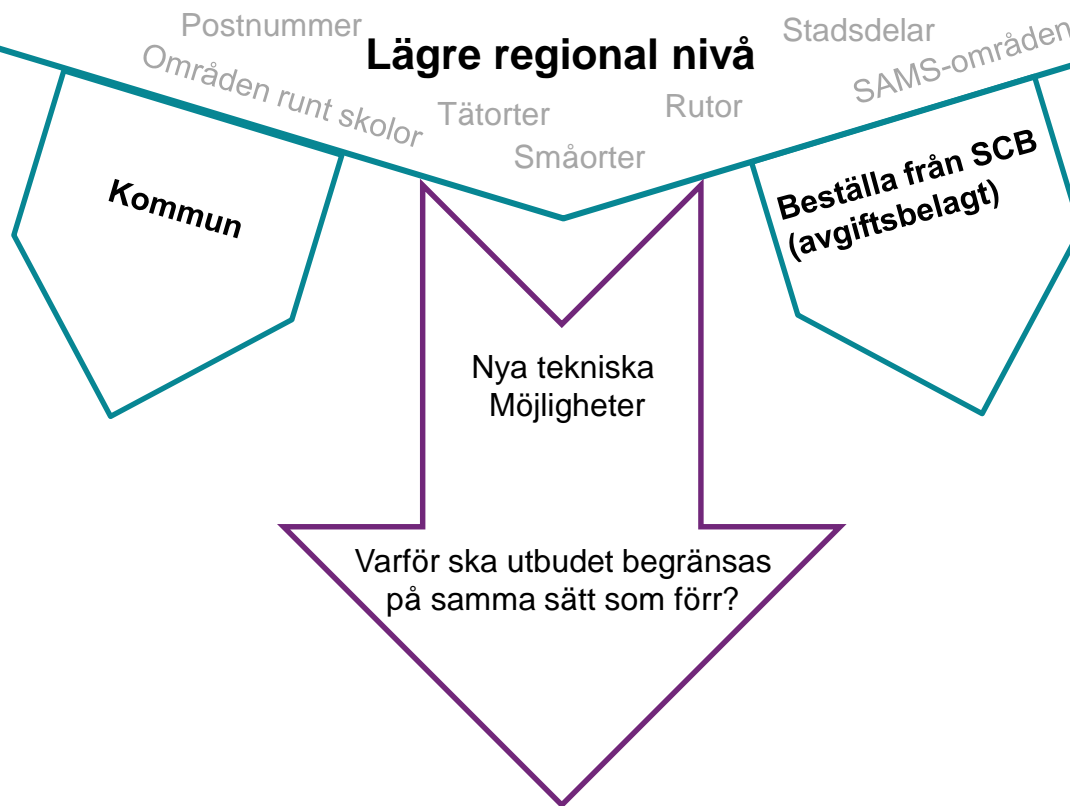 Postnummer
Lägre regional nivå
Stadsdelar
Områden runt skolor
Tätorter
Rutor
SAMS-områden
Småorter
Kommun
Beställa från SCB
(avgiftsbelagt)
Nya tekniska
Möjligheter
Varför ska utbudet begränsas
på samma sätt som förr?